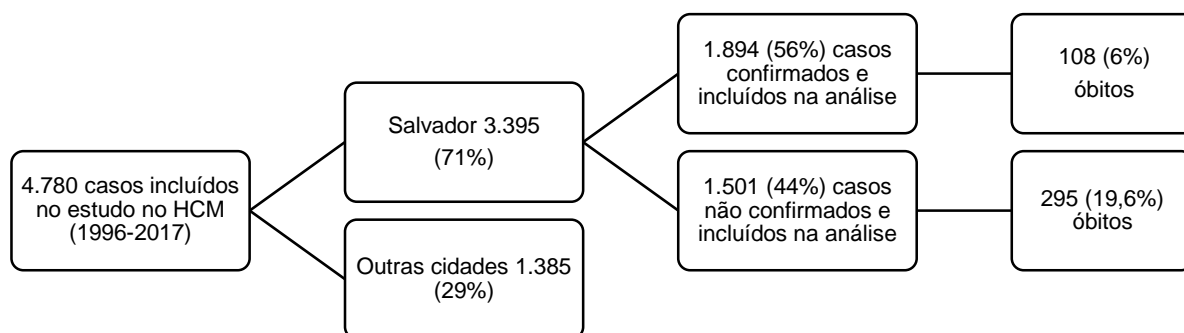 4.780 casos incluídos
no estudo no HCM
(1996-2017)
Salvador 3.395
(71%)
Outras cidades 1.385
(29%)
1.894 (56%) casos
confirmados e
incluídos na análise
1.501 (44%) casos
não confirmados e
incluídos na análise
108 (6%)
óbitos
295 (19,6%)
óbitos